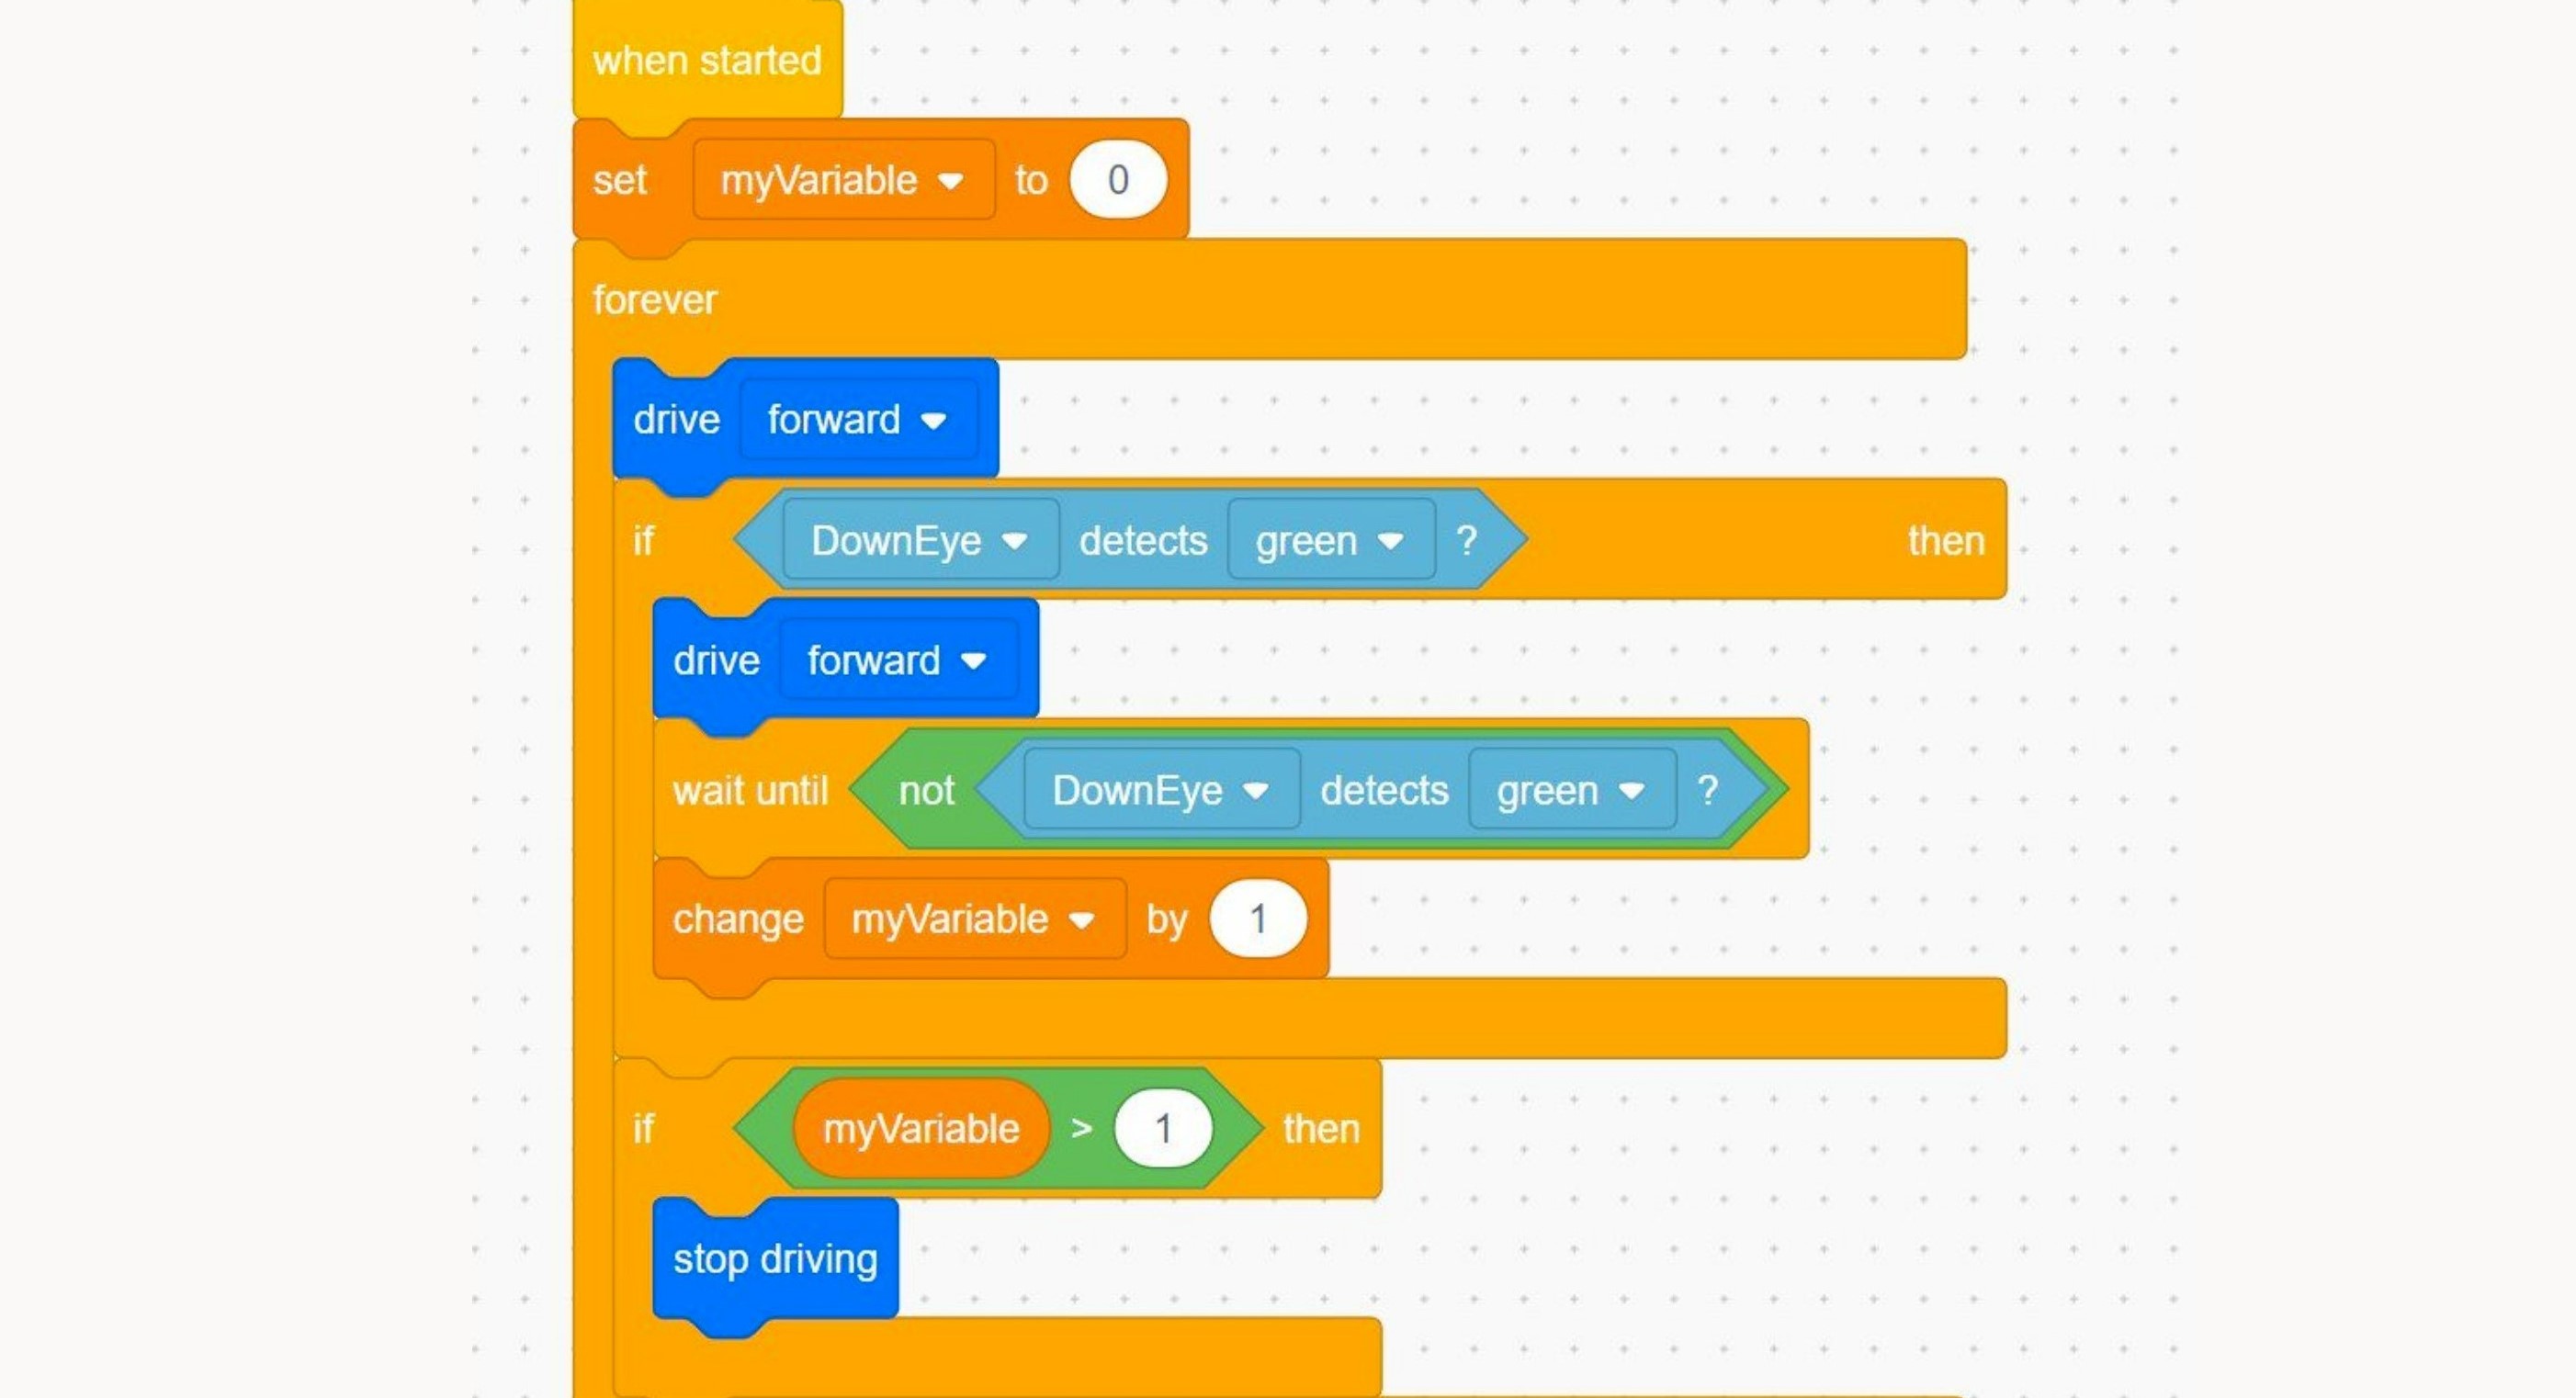 when started
set myVariable to 0
forever
drive forward
if DownEye detects green ? then
drive forward
wait until not DownEye detects green ?
change myVariable by 1
if myVariable > 1 then
stop driving